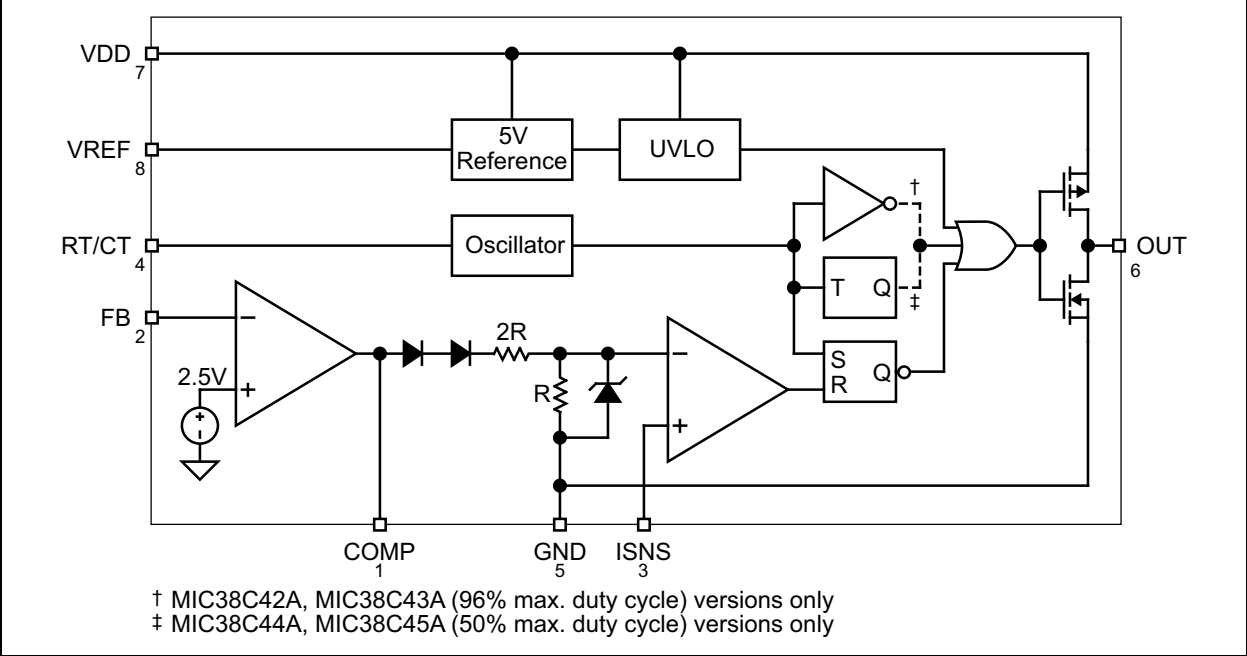 VDD
7
5V
Reference
UVLO
VREF
8
†
RT/CT
4
Oscillator
OUT
6
T Q
‡
FB
2
−
2.5V
+
+
-
2R
R
−
+
S
R
Q
COMP
1
GND
5
ISNS
3
† MIC38C42A, MIC38C43A (96% max. duty cycle) versions only
‡ MIC38C44A, MIC38C45A (50% max. duty cycle) versions only